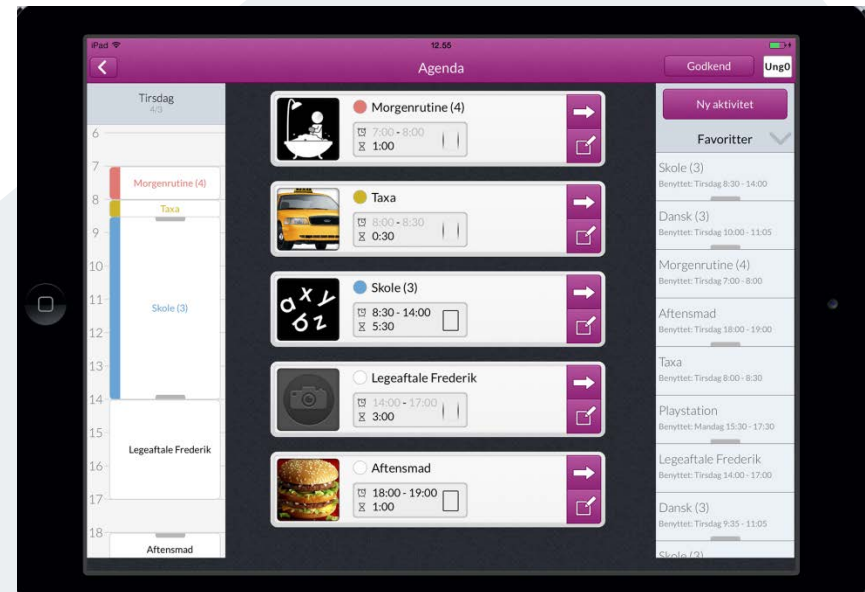 iPad
12.55
Agenda
Godkend
Ung0
Tirsdag
4/3
6
7
8
9
10
11
12
13
14
15
16
17
18
Morgenrutine (4)
Taxa
Skole (3)
Legeaftale Frederik
Aftensmad
Morgenrutine (4)
7:00 - 8:00
1:00
Taxa
8:00 - 8:30
0:30
a x y
b z
Skole (3)
8:30 - 14:00
5:30
Legeaftale Frederik
14:00 - 17:00
3:00
Aftensmad
18:00 - 19:00
1:00
Ny aktivitet
Favoritter
Skole (3)
Benyttet: Tirsdag 8:30 - 14:00
Dansk (3)
Benyttet: Tirsdag 10:00 - 11:05
Morgenrutine (4)
Benyttet: Tirsdag 7:00 - 8:00
Aftensmad
Benyttet: Tirsdag 18:00 - 19:00
Taxa
Benyttet: Tirsdag 8:00 - 8:30
Playstation
Benyttet: Mandag 15:30 - 17:30
Legeaftale Frederik
Benyttet: Tirsdag 14:00 - 17:00
Dansk (3)
Benyttet: Tirsdag 9:35 - 11:05
Skole (3)